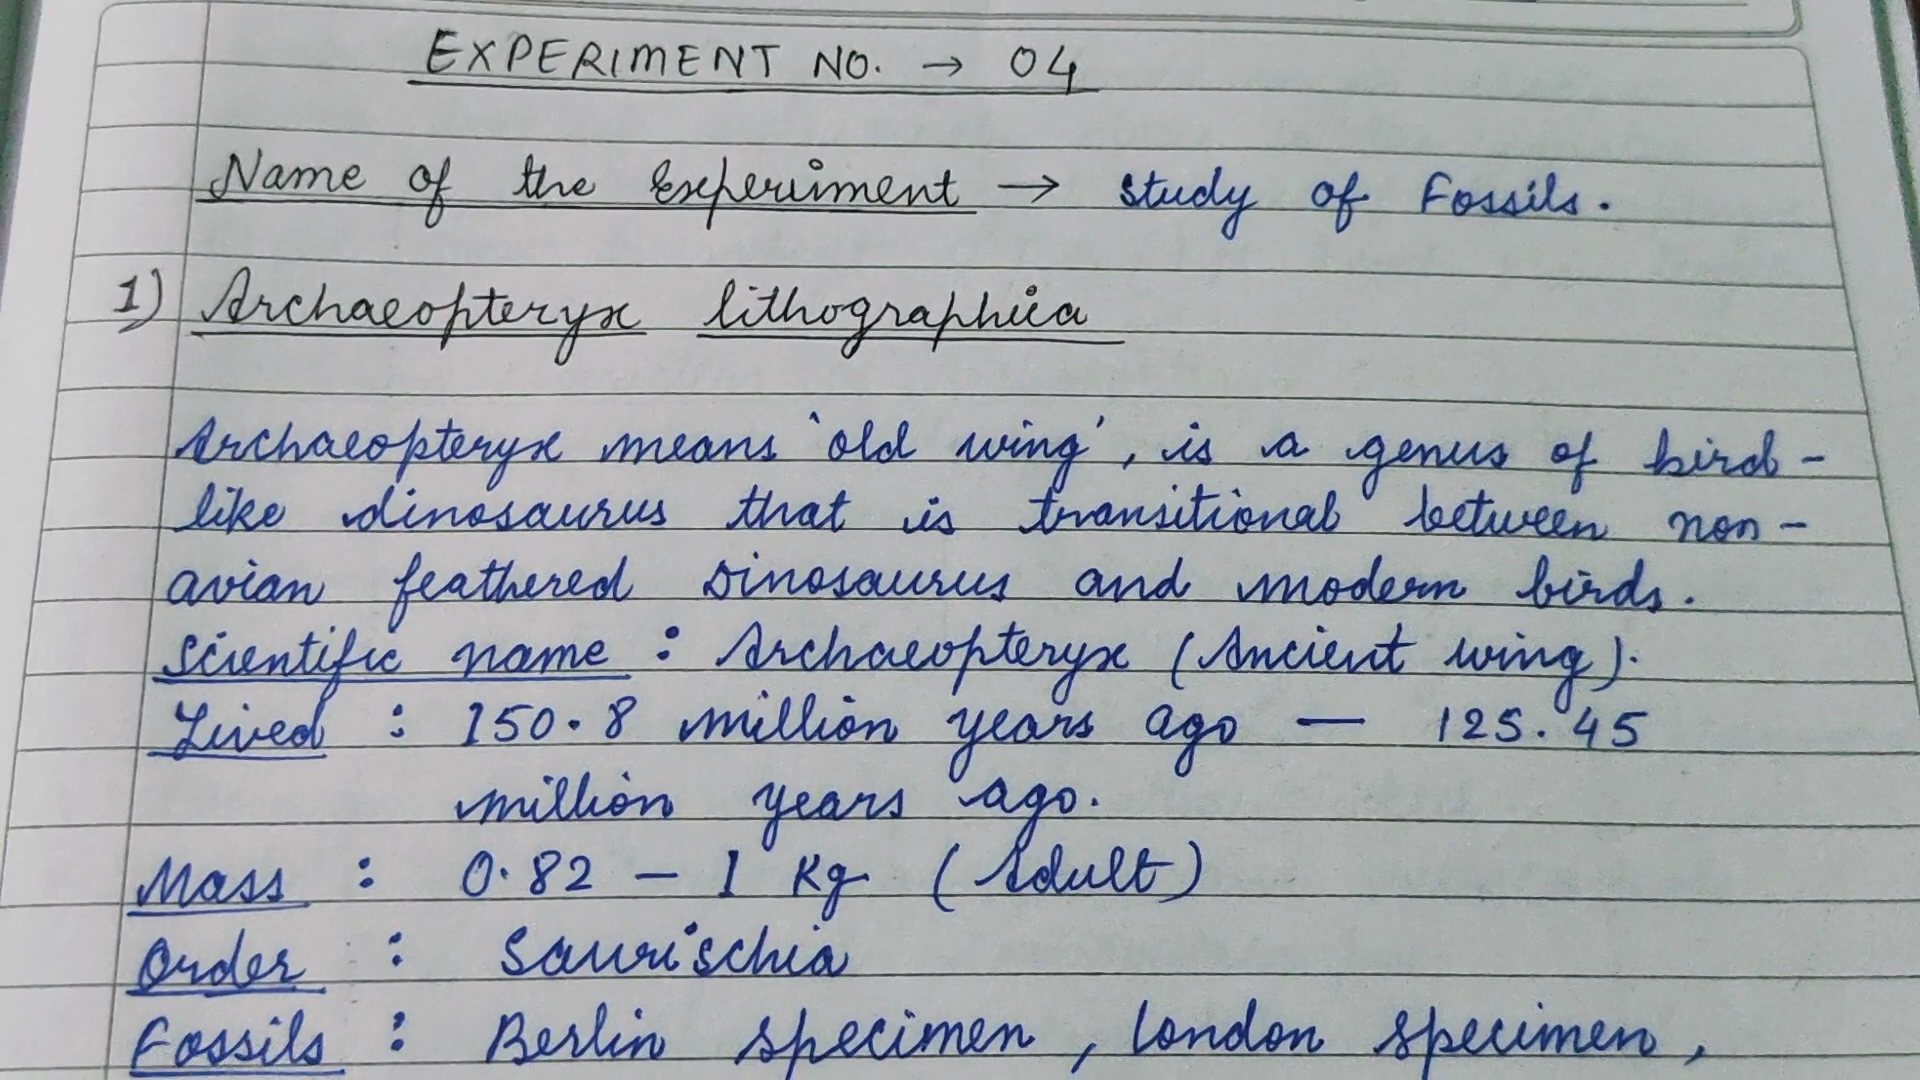 EXPERIMENT NO. → 04
Name of the Experiment → Study of Fossils.
1) Archaeopteryx lithographica
Archaeopteryx means 'old wing', is a genus of bird-
like dinosaurus that is transitional between non-
avian feathered Dinosaurus and modern birds.
Scientific name : Archaeopteryx (Ancient wing).
Lived : 150.8 million years ago — 125.45
million years ago.
Mass : 0.82 – 1 Kg (Adult)
Order : Saurischia
Fossils : Berlin specimen, London specimen,